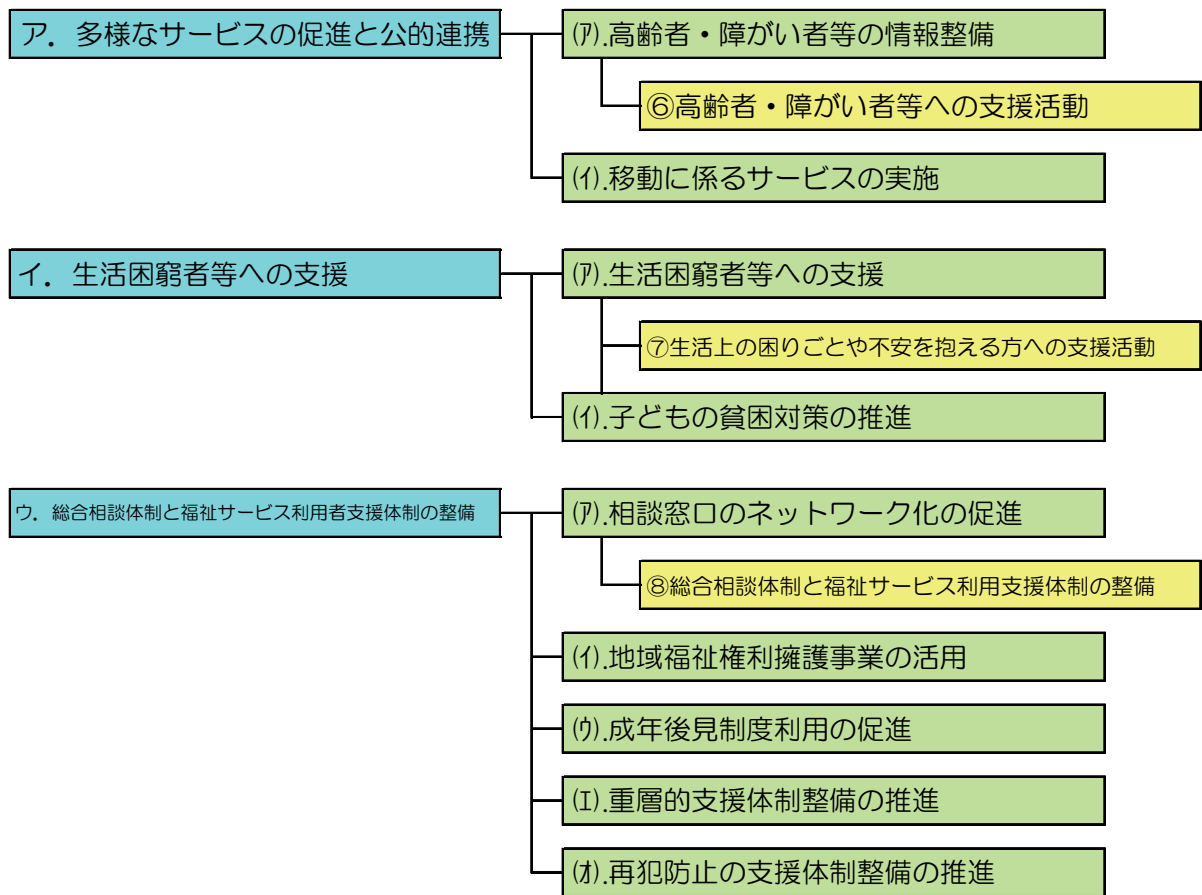 ア．多様なサービスの促進と公的連携
(ｱ).高齢者・障がい者等の情報整備
⑥高齢者・障がい者等への支援活動
(ｲ).移動に係るサービスの実施
イ．生活困窮者等への支援
(ｱ).生活困窮者等への支援
⑦生活上の困りごとや不安を抱える方への支援活動
(ｲ).子どもの貧困対策の推進
ウ．総合相談体制と福祉サービス利用者支援体制の整備
(ｱ).相談窓口のネットワーク化の促進
⑧総合相談体制と福祉サービス利用支援体制の整備
(ｲ).地域福祉権利擁護事業の活用
(ｳ).成年後見制度利用の促進
(ｴ).重層的支援体制整備の推進
(ｵ).再犯防止の支援体制整備の推進